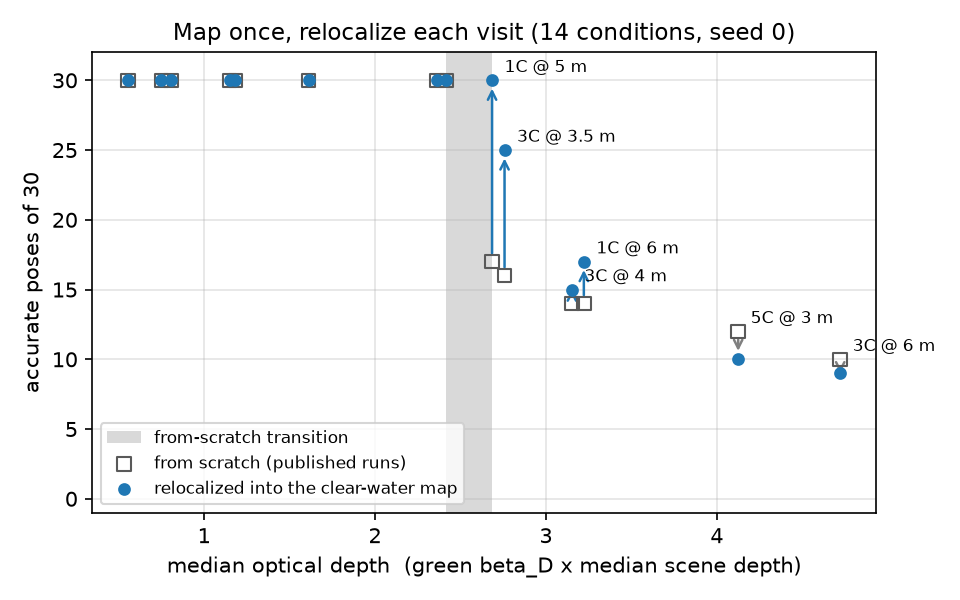 Map once, relocalize each visit (14 conditions, seed 0)
accurate poses of 30
30
25
20
15
10
5
0
1C @ 5 m
3C @ 3.5 m
1C @ 6 m
3C @ 4 m
5C @ 3 m
3C @ 6 m
from-scratch transition
from scratch (published runs)
relocalized into the clear-water map
1 2 3 4
median optical depth (green beta_D x median scene depth)